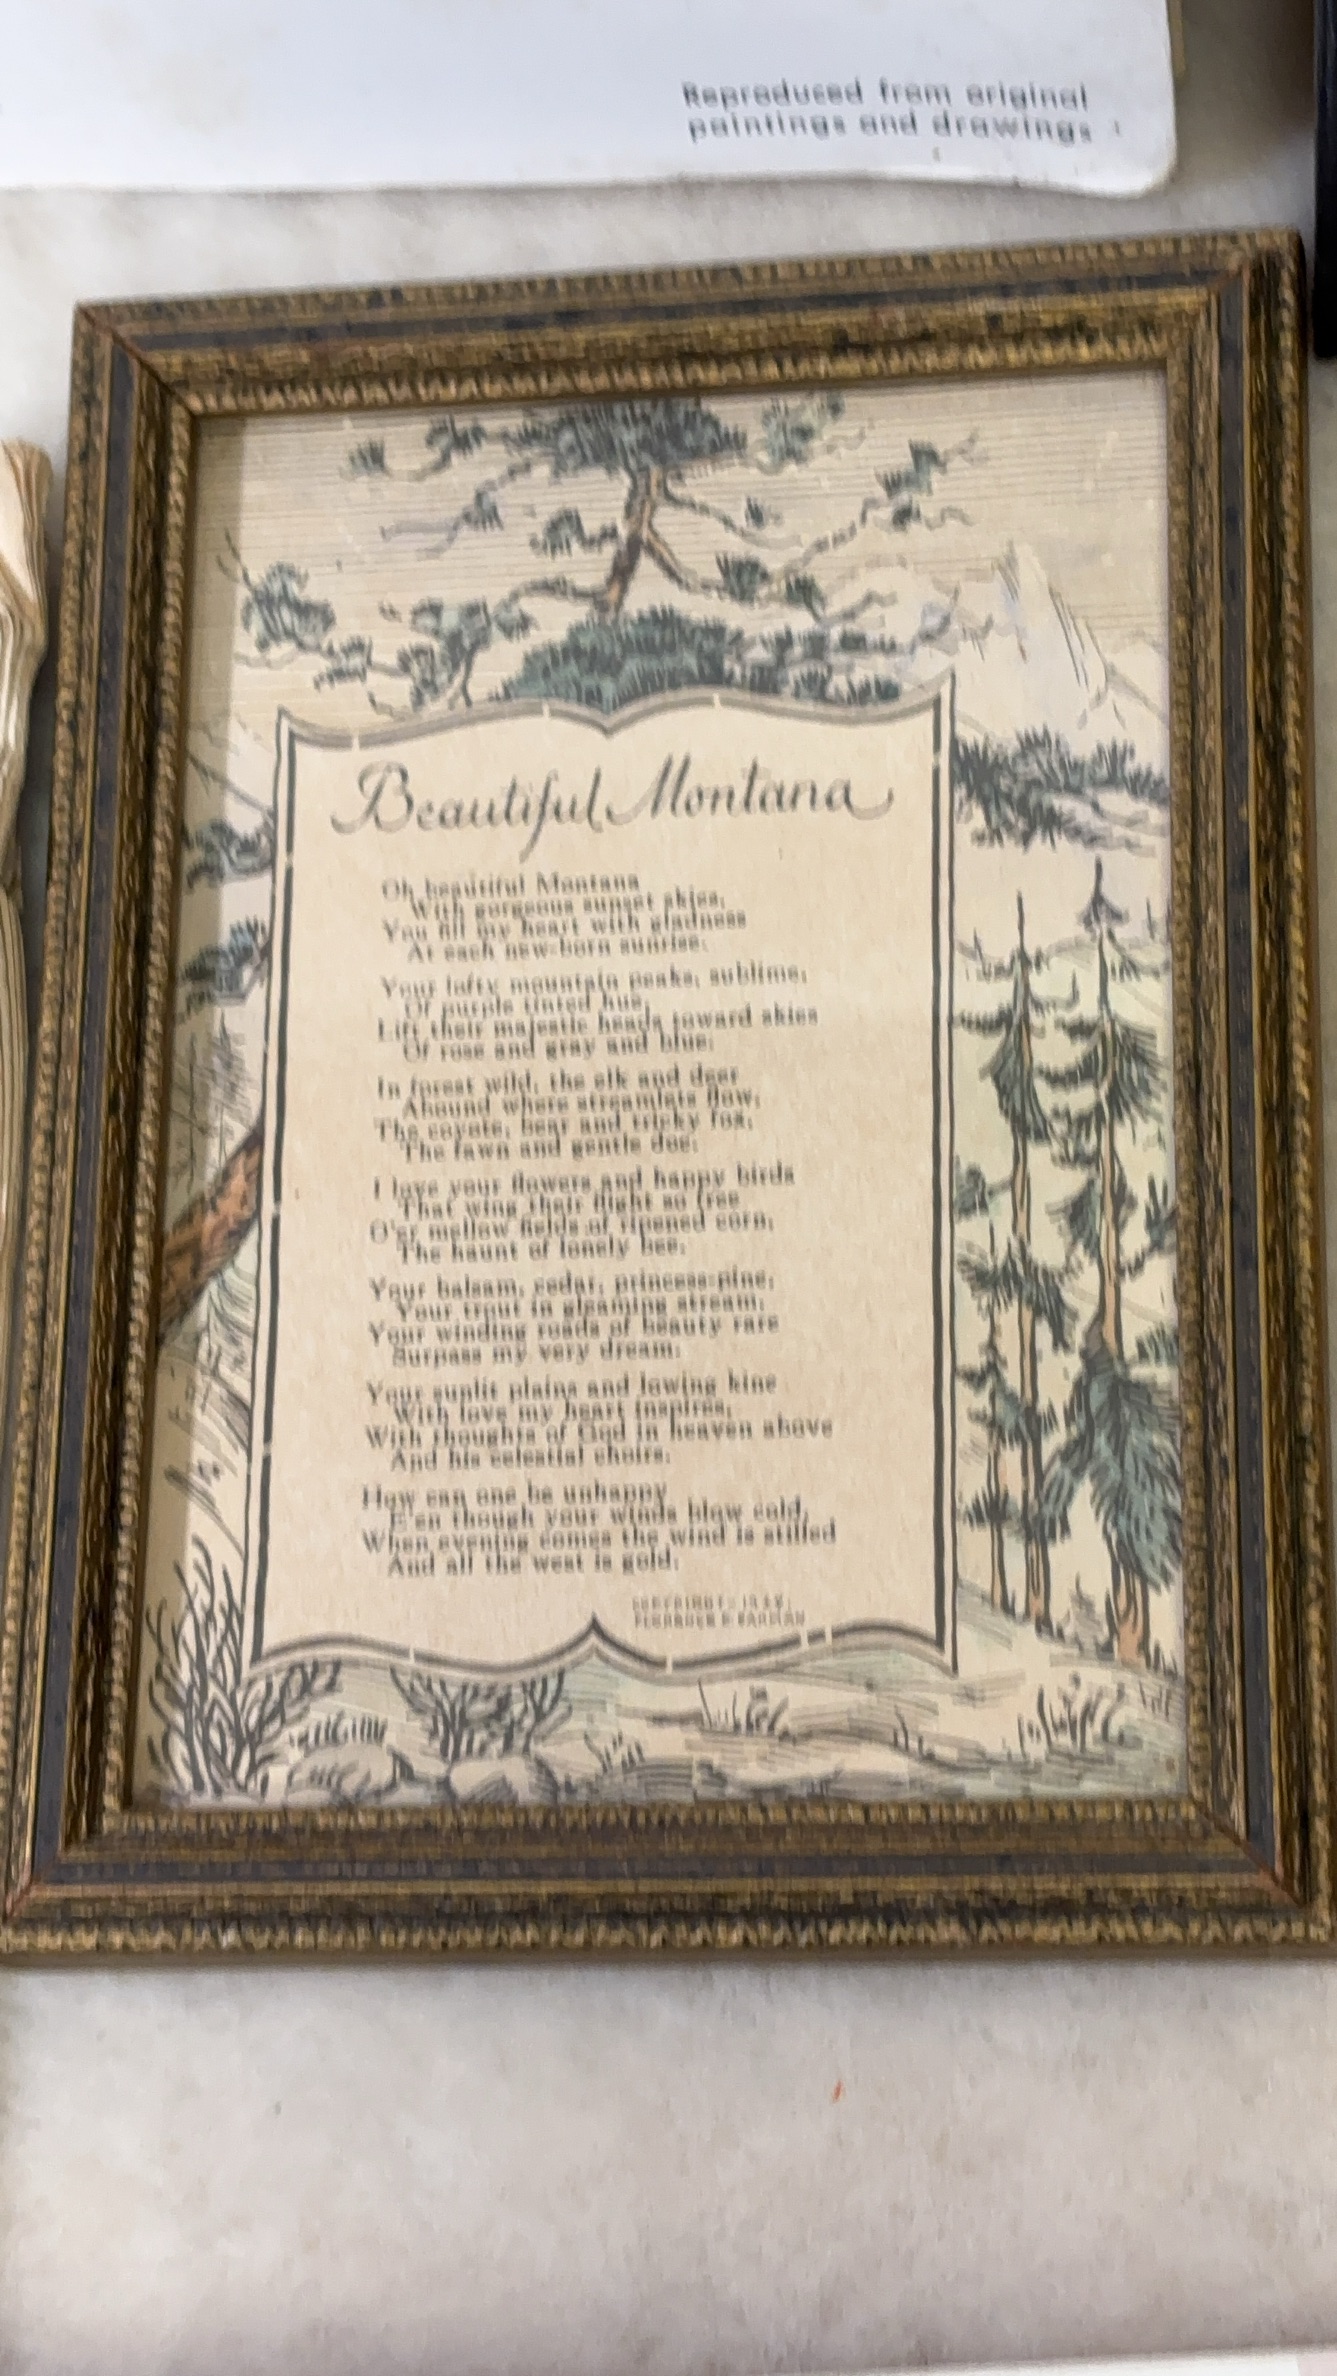 Reproduced from original
paintings and drawings
Beautiful Montana
Oh beautiful Montana
With gorgeous sunset skies,
You fill my heart with gladness
At each new-born sunrise.
Your lofty mountain peaks, sublime,
Of purple tinted hue,
Lift their majestic heads toward skies
Of rose and gray and blue.
In forest wild, the elk and deer
Abound where streamlets flow,
The coyote, bear and tricky fox,
The fawn and gentle doe.
I love your flowers and happy birds
That wing their flight so free
O'er mellow fields of ripened corn,
The haunt of lonely bee.
Your balsam, cedar, princess-pine,
Your trout in gleaming stream,
Your winding roads of beauty rare
Surpass my very dream.
Your sunlit plains and lowing kine
With love my heart inspires,
With thoughts of God in heaven above
And his celestial choirs.
How can one be unhappy
E'en though your winds blow cold,
When evening comes the wind is stilled
And all the west is gold.
COPYRIGHT